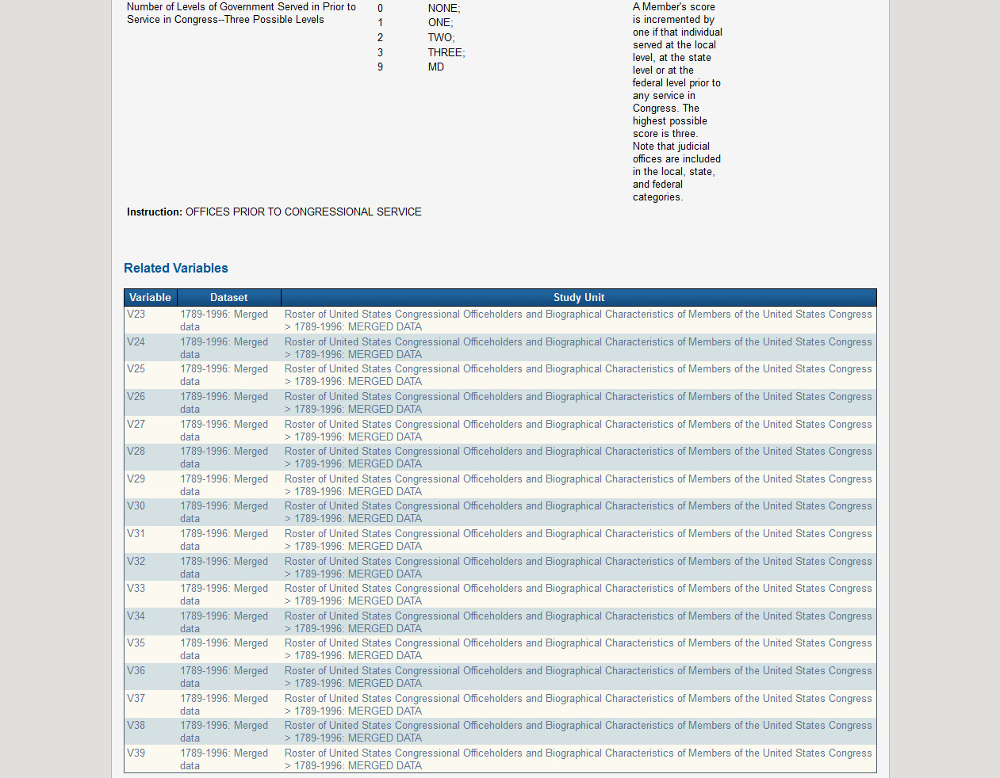 Number of Levels of Government Served in Prior to
Service in Congress--Three Possible Levels
0 NONE;
1 ONE;
2 TWO;
3 THREE;
9 MD
A Member's score
is incremented by
one if that individual
served at the local
level, at the state
level or at the
federal level prior to
any service in
Congress. The
highest possible
score is three.
Note that judicial
offices are included
in the local, state,
and federal
categories.
Instruction: OFFICES PRIOR TO CONGRESSIONAL SERVICE
Related Variables
Variable Dataset Study Unit
V23 1789-1996: Merged Roster of United States Congressional Officeholders and Biographical Characteristics of Members of the United States Congress
data > 1789-1996: MERGED DATA
V24 1789-1996: Merged Roster of United States Congressional Officeholders and Biographical Characteristics of Members of the United States Congress
data > 1789-1996: MERGED DATA
V25 1789-1996: Merged Roster of United States Congressional Officeholders and Biographical Characteristics of Members of the United States Congress
data > 1789-1996: MERGED DATA
V26 1789-1996: Merged Roster of United States Congressional Officeholders and Biographical Characteristics of Members of the United States Congress
data > 1789-1996: MERGED DATA
V27 1789-1996: Merged Roster of United States Congressional Officeholders and Biographical Characteristics of Members of the United States Congress
data > 1789-1996: MERGED DATA
V28 1789-1996: Merged Roster of United States Congressional Officeholders and Biographical Characteristics of Members of the United States Congress
data > 1789-1996: MERGED DATA
V29 1789-1996: Merged Roster of United States Congressional Officeholders and Biographical Characteristics of Members of the United States Congress
data > 1789-1996: MERGED DATA
V30 1789-1996: Merged Roster of United States Congressional Officeholders and Biographical Characteristics of Members of the United States Congress
data > 1789-1996: MERGED DATA
V31 1789-1996: Merged Roster of United States Congressional Officeholders and Biographical Characteristics of Members of the United States Congress
data > 1789-1996: MERGED DATA
V32 1789-1996: Merged Roster of United States Congressional Officeholders and Biographical Characteristics of Members of the United States Congress
data > 1789-1996: MERGED DATA
V33 1789-1996: Merged Roster of United States Congressional Officeholders and Biographical Characteristics of Members of the United States Congress
data > 1789-1996: MERGED DATA
V34 1789-1996: Merged Roster of United States Congressional Officeholders and Biographical Characteristics of Members of the United States Congress
data > 1789-1996: MERGED DATA
V35 1789-1996: Merged Roster of United States Congressional Officeholders and Biographical Characteristics of Members of the United States Congress
data > 1789-1996: MERGED DATA
V36 1789-1996: Merged Roster of United States Congressional Officeholders and Biographical Characteristics of Members of the United States Congress
data > 1789-1996: MERGED DATA
V37 1789-1996: Merged Roster of United States Congressional Officeholders and Biographical Characteristics of Members of the United States Congress
data > 1789-1996: MERGED DATA
V38 1789-1996: Merged Roster of United States Congressional Officeholders and Biographical Characteristics of Members of the United States Congress
data > 1789-1996: MERGED DATA
V39 1789-1996: Merged Roster of United States Congressional Officeholders and Biographical Characteristics of Members of the United States Congress
data > 1789-1996: MERGED DATA